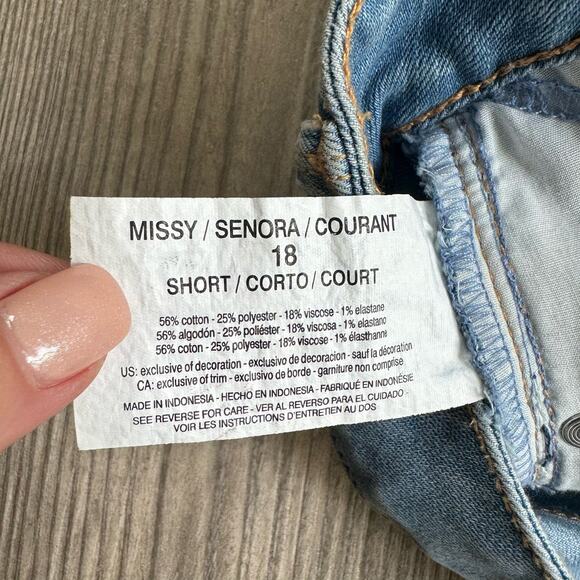 MISSY / SENORA / COURANT
18
SHORT / CORTO / COURT
56% cotton - 25% polyester - 18% viscose - 1% elastane
56% algodón - 25% poliéster - 18% viscosa - 1% elastano
56% coton - 25% polyester - 18% viscose - 1% élasthanne
US: exclusive of decoration - exclusivo de decoracion - sauf la décoration
CA: exclusive of trim - exclusivo de borde - garniture non comprise
MADE IN INDONESIA - HECHO EN INDONESIA - FABRIQUÉ EN INDONÉSIE
SEE REVERSE FOR CARE - VER AL REVERSO PARA EL CUIDADO -
VOIR LES INSTRUCTIONS D'ENTRETIEN AU DOS